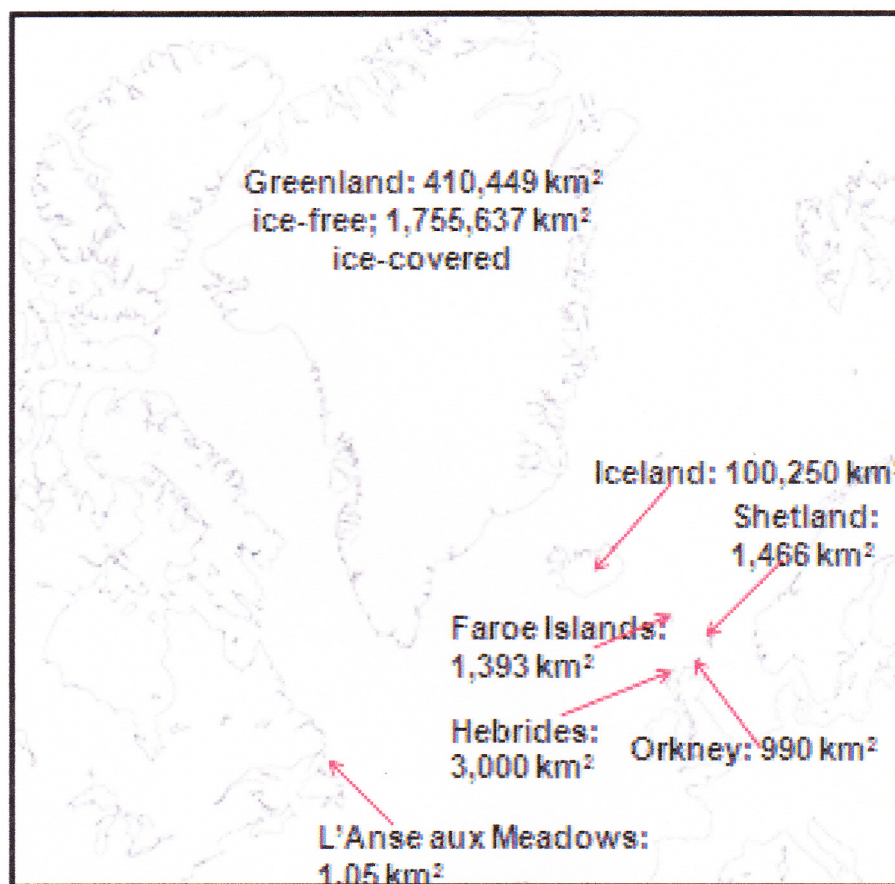 Greenland: 410,449 km²
ice-free; 1,755,637 km²
ice-covered
Iceland: 100,250 km²
Shetland:
1,466 km²
Faroe Islands:
1,393 km²
Hebrides:
3,000 km²
Orkney: 990 km²
L'Anse aux Meadows:
1.05 km²